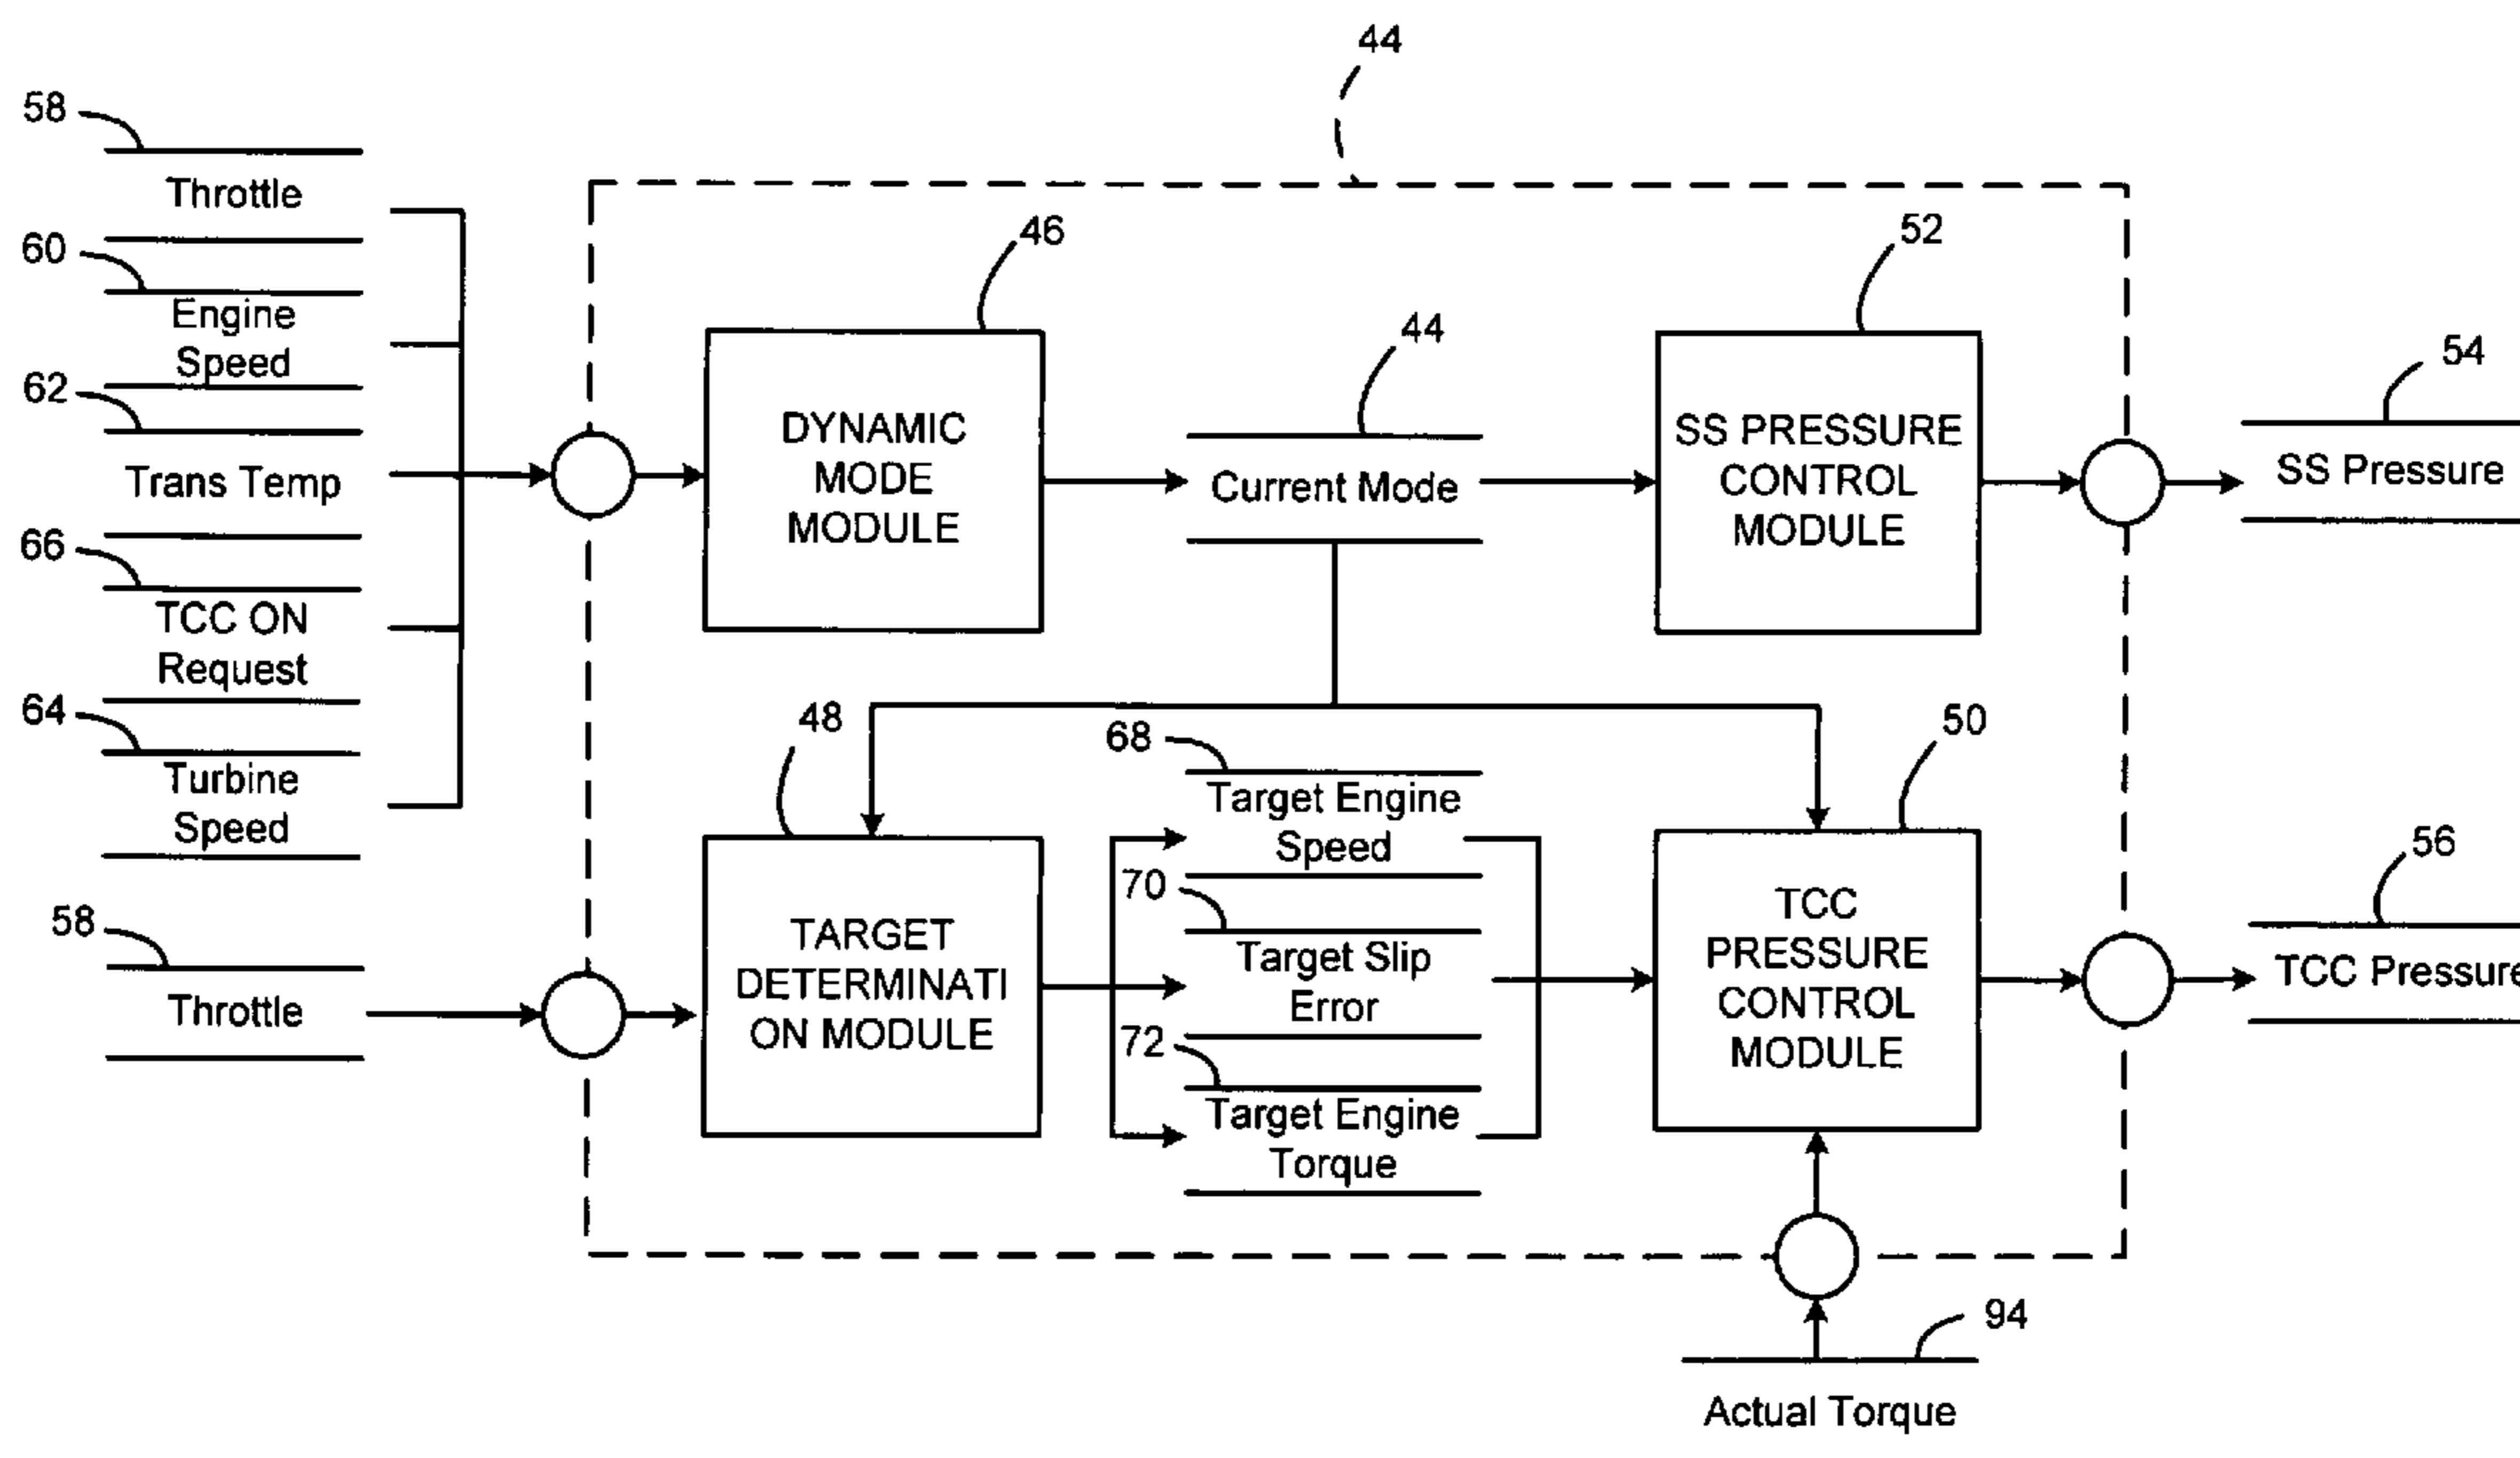 44
58
Throttle
60
Engine
Speed
62
Trans Temp
66
TCC ON
Request
64
Turbine
Speed
58
Throttle
46
DYNAMIC
MODE
MODULE
44
Current Mode
52
SS PRESSURE
CONTROL
MODULE
54
SS Pressure
48
TARGET
DETERMINATI
ON MODULE
68
Target Engine
Speed
70
Target Slip
Error
72
Target Engine
Torque
50
TCC
PRESSURE
CONTROL
MODULE
56
TCC Pressure
94
Actual Torque